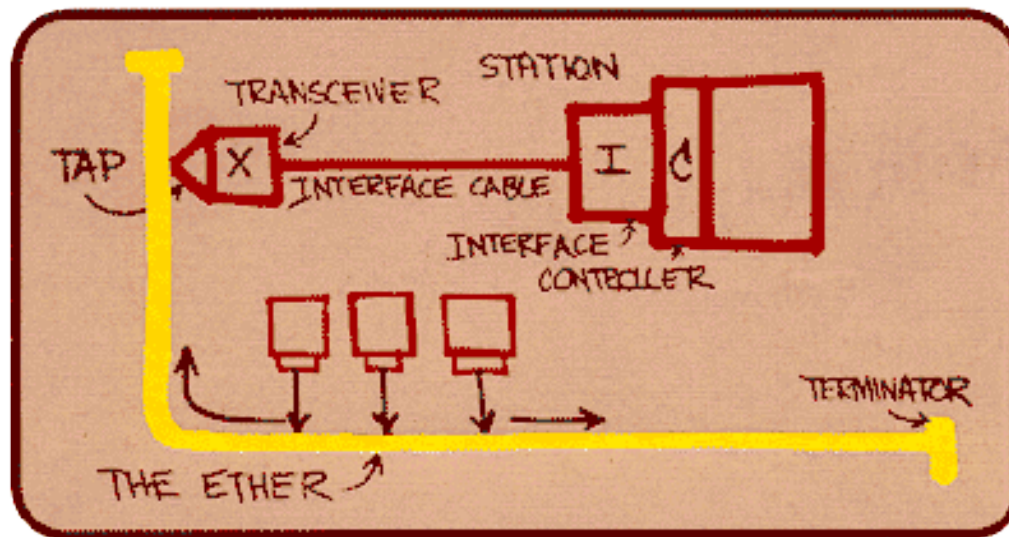 STATION
TRANSCEIVER
TAP
X
I
C
INTERFACE CABLE
INTERFACE
CONTROLLER
TERMINATOR
THE ETHER